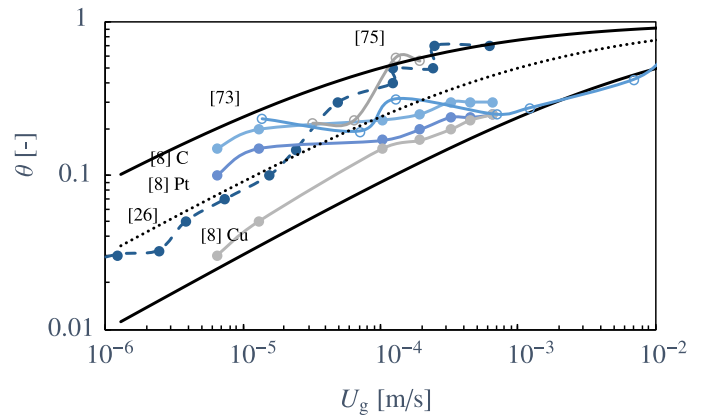 1
[75]
[73]
θ [-]
[8] C
0.1
[8] Pt
[26]
[8] Cu
0.01
10⁻⁶ 10⁻⁵ 10⁻⁴ 10⁻³ 10⁻²
U_g [m/s]